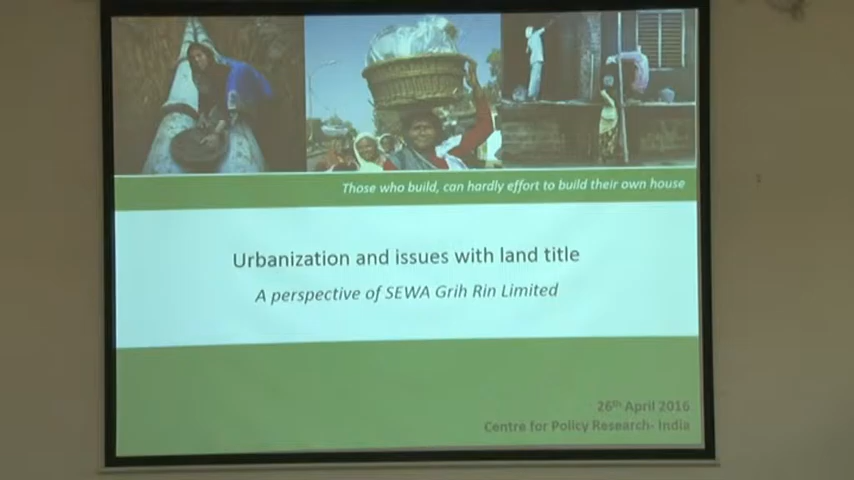 Those who build, can hardly effort to build their own house
Urbanization and issues with land title
A perspective of SEWA Grih Rin Limited
26th April 2016
Centre for Policy Research- India